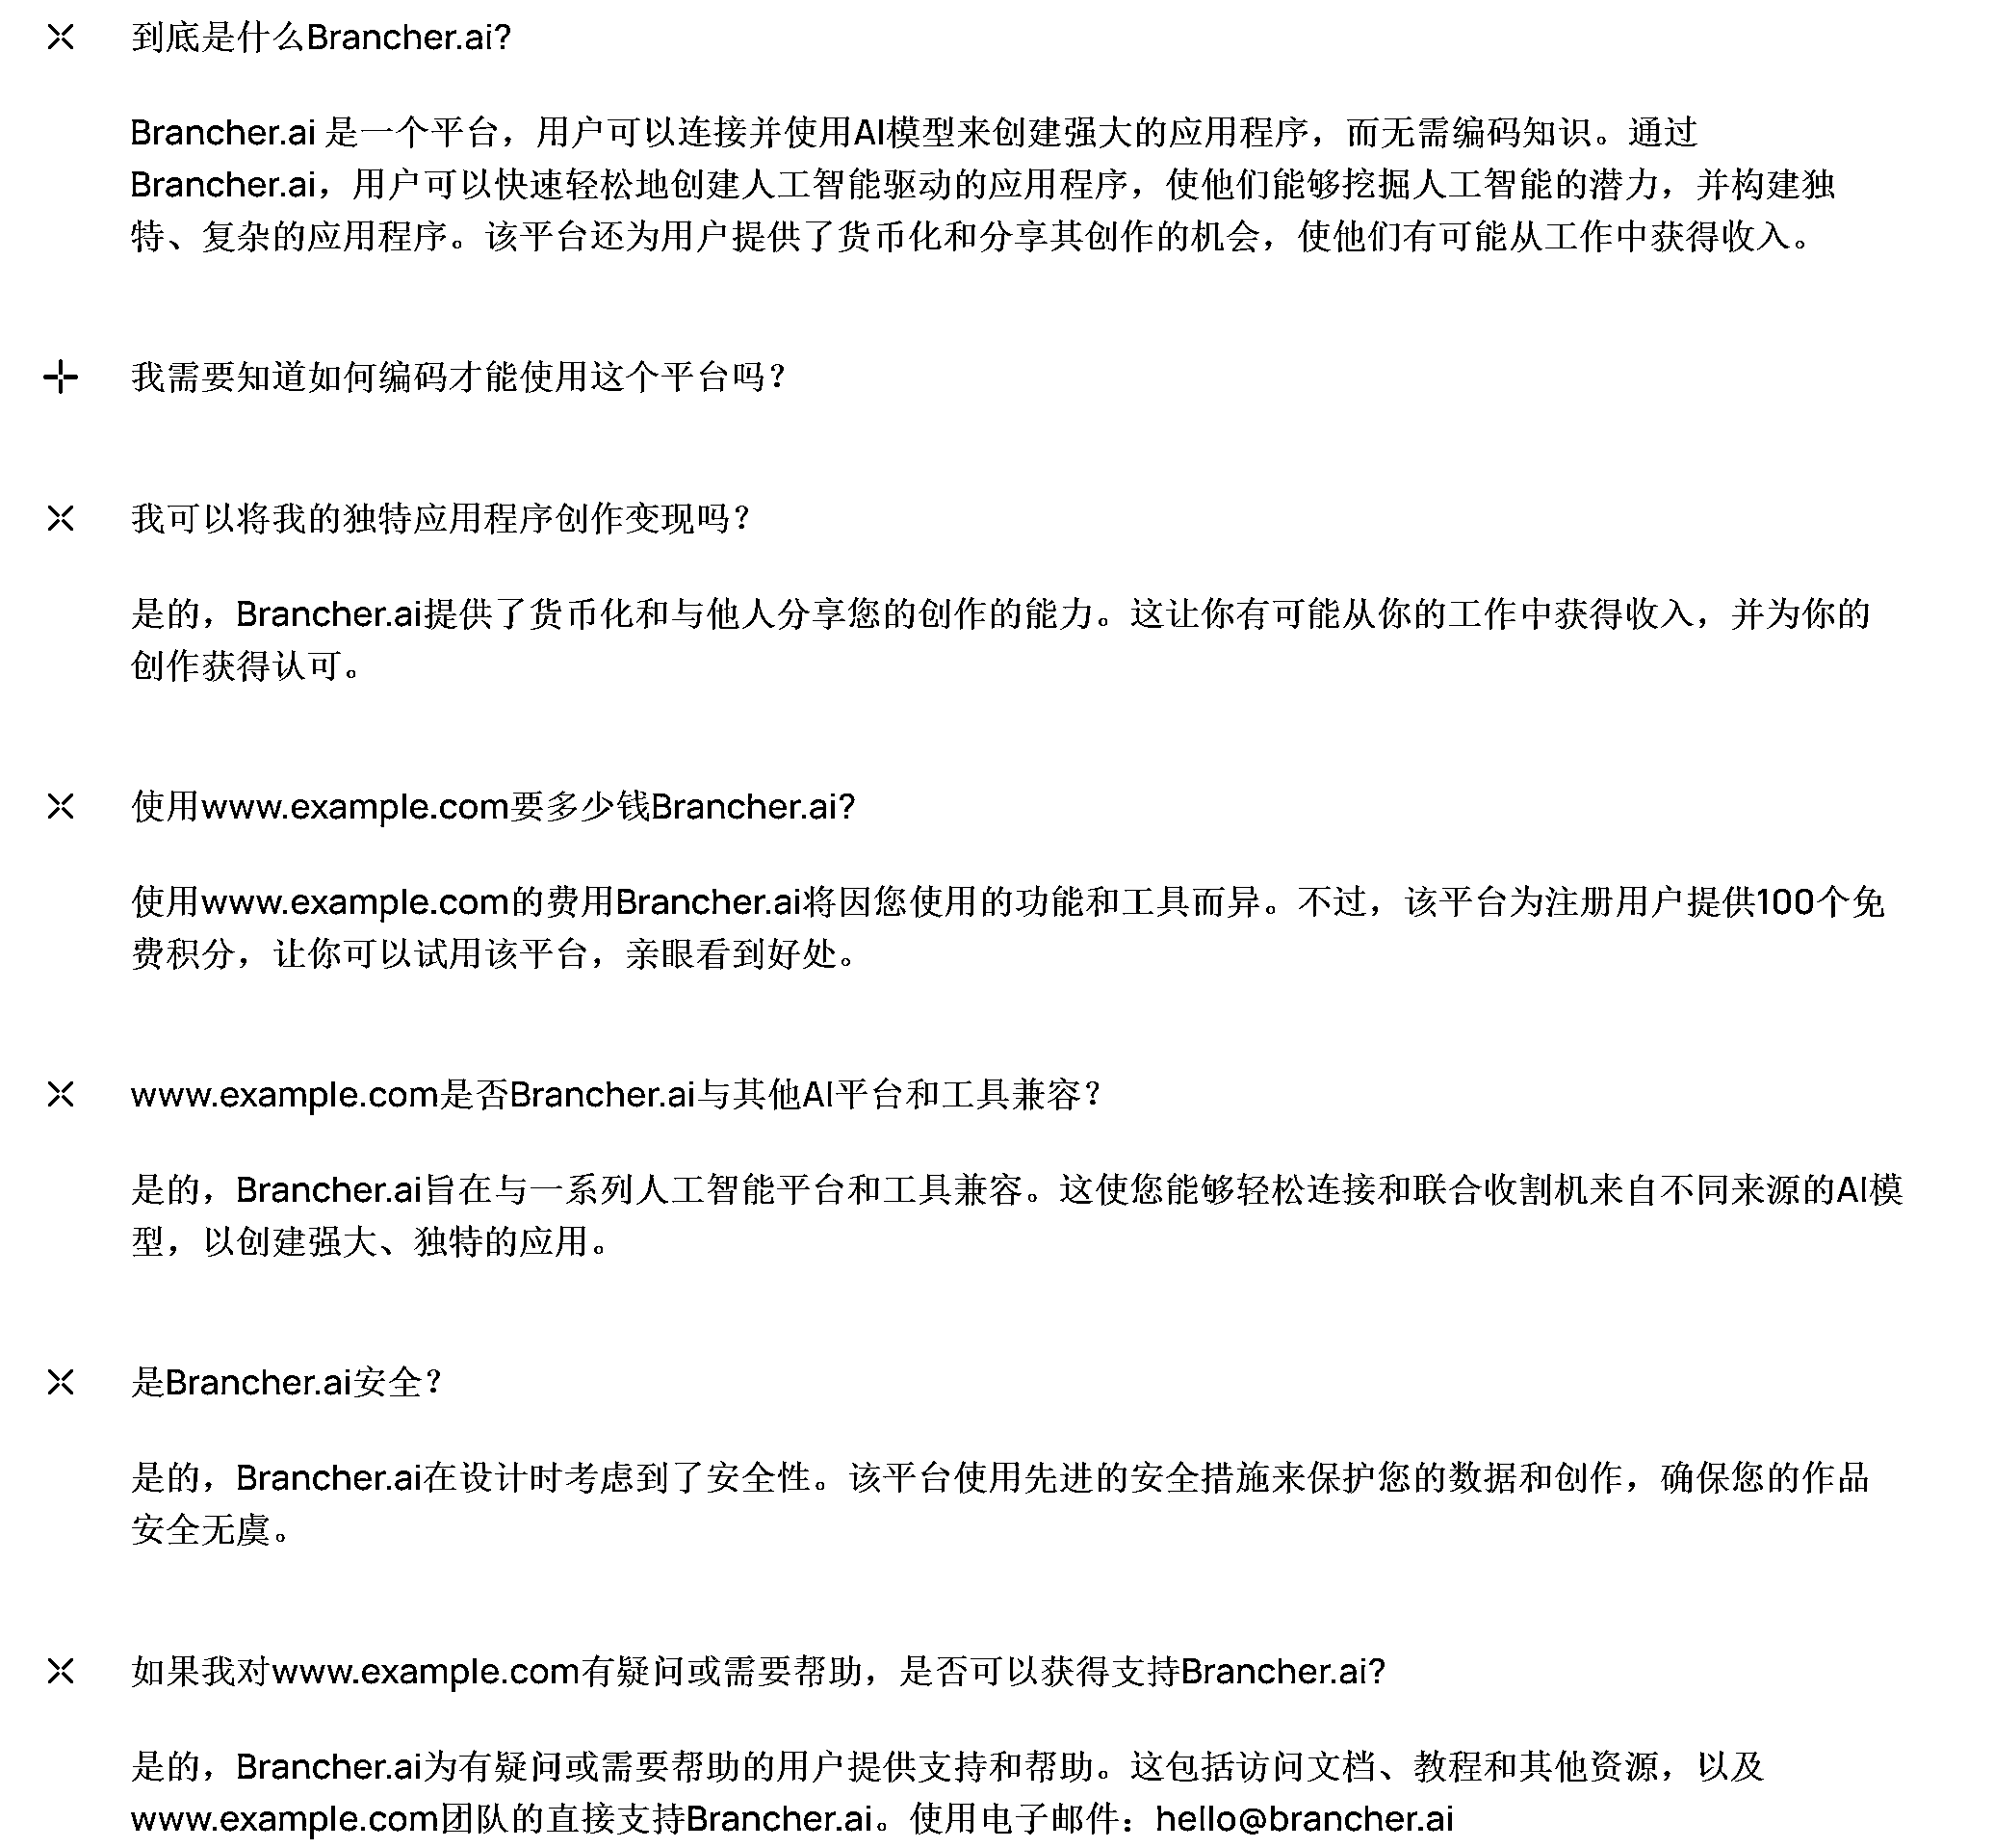 到底是什么Brancher.ai?
Brancher.ai 是一个平台，用户可以连接并使用AI模型来创建强大的应用程序，而无需编码知识。通过
Brancher.ai，用户可以快速轻松地创建人工智能驱动的应用程序，使他们能够挖掘人工智能的潜力，并构建独
特、复杂的应用程序。该平台还为用户提供了货币化和分享其创作的机会，使他们有可能从工作中获得收入。
我需要知道如何编码才能使用这个平台吗？
我可以将我的独特应用程序创作变现吗？
是的，Brancher.ai提供了货币化和与他人分享您的创作的能力。这让你有可能从你的工作中获得收入，并为你的
创作获得认可。
使用www.example.com要多少钱Brancher.ai?
使用www.example.com的费用Brancher.ai将因您使用的功能和工具而异。不过，该平台为注册用户提供100个免
费积分，让你可以试用该平台，亲眼看到好处。
www.example.com是否Brancher.ai与其他AI平台和工具兼容？
是的，Brancher.ai旨在与一系列人工智能平台和工具兼容。这使您能够轻松连接和联合收割机来自不同来源的AI模
型，以创建强大、独特的应用。
是Brancher.ai安全？
是的，Brancher.ai在设计时考虑到了安全性。该平台使用先进的安全措施来保护您的数据和创作，确保您的作品
安全无虞。
如果我对www.example.com有疑问或需要帮助，是否可以获得支持Brancher.ai?
是的，Brancher.ai为有疑问或需要帮助的用户提供支持和帮助。这包括访问文档、教程和其他资源，以及
www.example.com团队的直接支持Brancher.ai。使用电子邮件：hello@brancher.ai